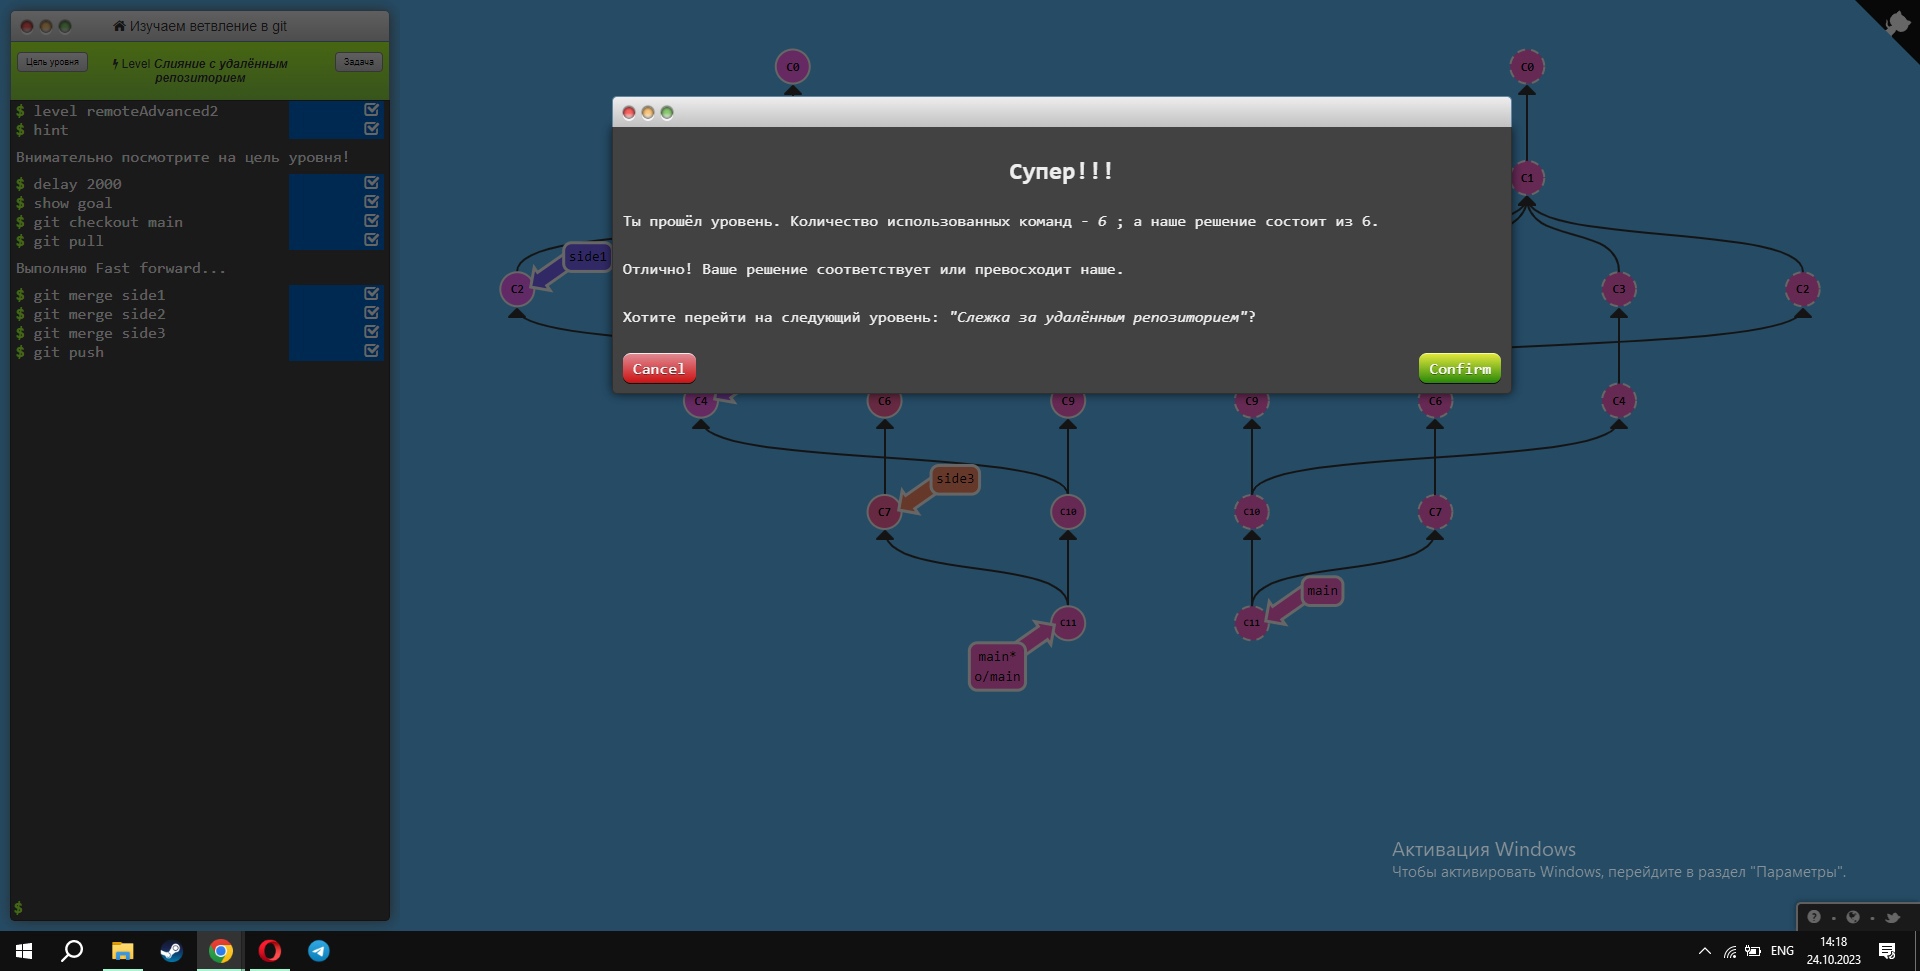 Изучаем ветвление в git
Цель уровня
Level Слияние с удалённым
репозиторием
Задача
$ level remoteAdvanced2
$ hint
Внимательно посмотрите на цель уровня!
$ delay 2000
$ show goal
$ git checkout main
$ git pull
Выполняю Fast forward...
$ git merge side1
$ git merge side2
$ git merge side3
$ git push
$
C0
C0
Супер!!!
Ты прошёл уровень. Количество использованных команд - 6 ; а наше решение состоит из 6.
Отлично! Ваше решение соответствует или превосходит наше.
Хотите перейти на следующий уровень: "Слежка за удалённым репозиторием"?
Cancel
Confirm
C1
side1
C2
C3
C2
C4
C6
C9
C9
C6
C4
side3
C7
C10
C10
C7
main
C11
C11
main*
o/main
Активация Windows
Чтобы активировать Windows, перейдите в раздел "Параметры".
ENG
14:18
24.10.2023